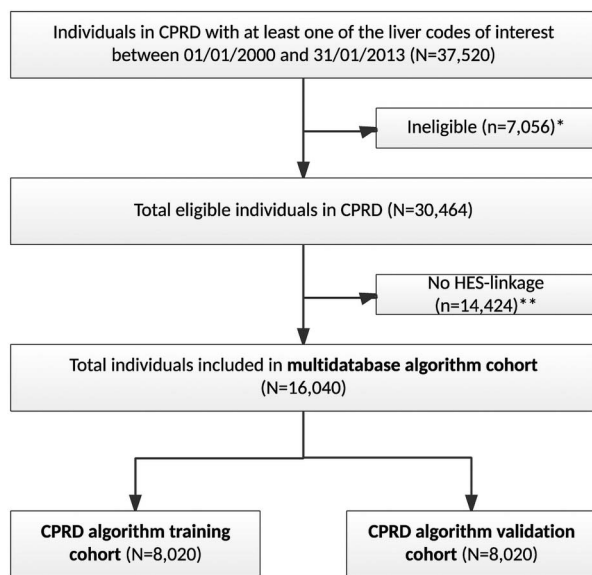 Individuals in CPRD with at least one of the liver codes of interest
between 01/01/2000 and 31/01/2013 (N=37,520)
Ineligible (n=7,056)*
Total eligible individuals in CPRD (N=30,464)
No HES-linkage
(n=14,424)**
Total individuals included in multidatabase algorithm cohort
(N=16,040)
CPRD algorithm training
cohort (N=8,020)
CPRD algorithm validation
cohort (N=8,020)